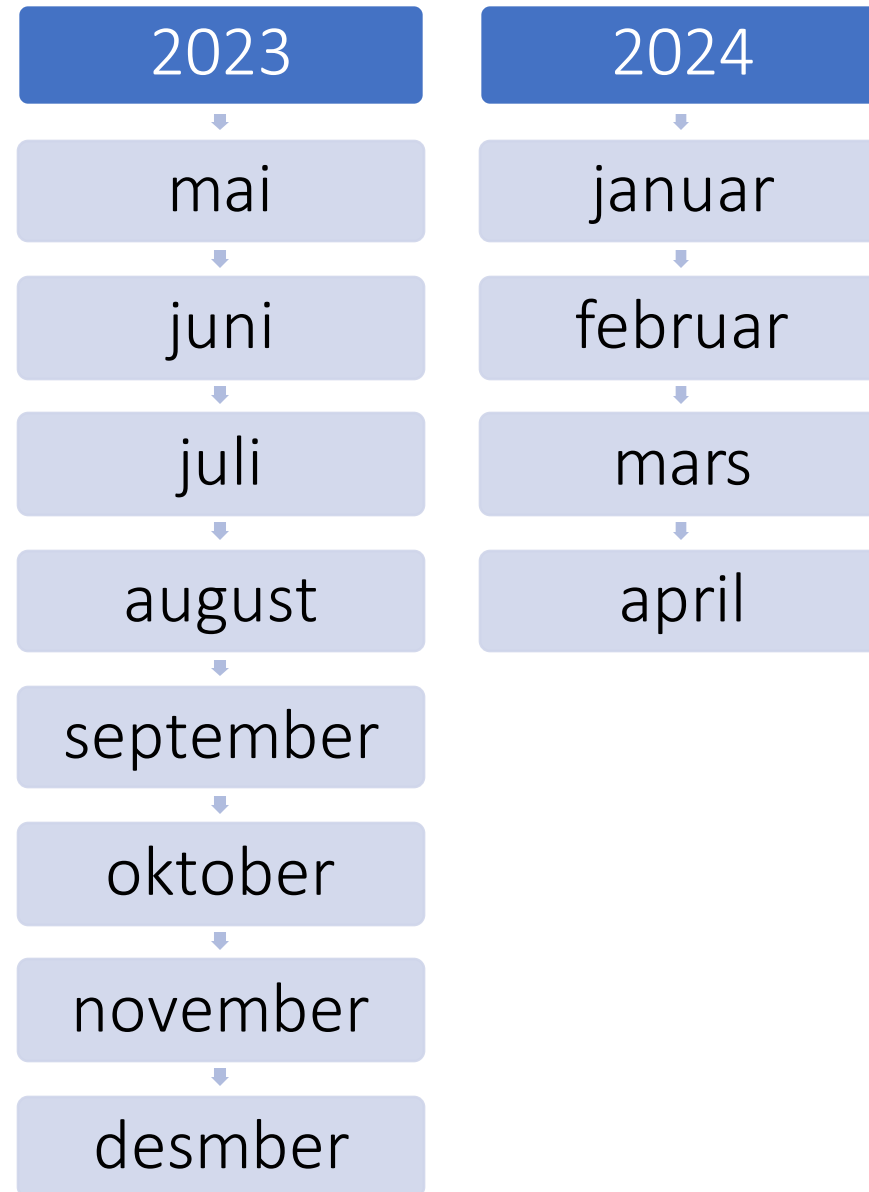 2023
mai
juni
juli
august
september
oktober
november
desmber
2024
januar
februar
mars
april